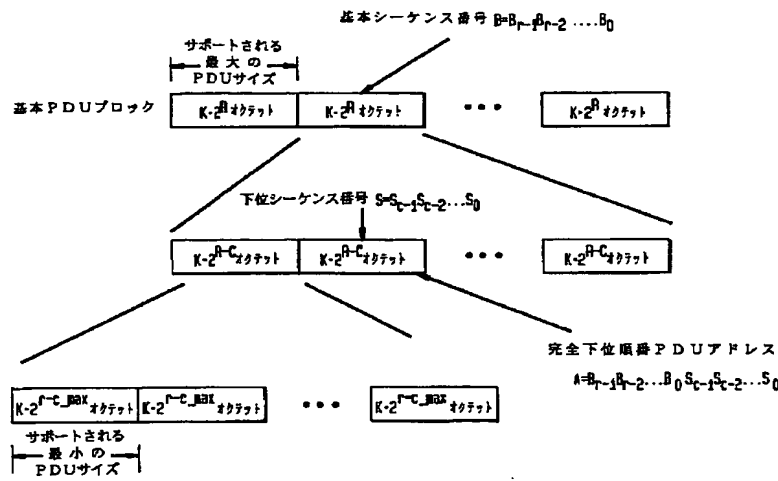 基本シーケンス番号 B=B_{r-1}B_{r-2} ....B_0
サポートされる
最大の
PDUサイズ
基本PDUブロック
K-2^R オクテット K-2^R オクテット ••• K-2^R オクテット
下位シーケンス番号 S=S_{c-1}S_{c-2}...S_0
K-2^{R-C} オクテット K-2^{R-C} オクテット ••• K-2^{R-C} オクテット
完全下位順番PDUアドレス
A=B_{r-1}B_{r-2}...B_0 S_{c-1}S_{c-2}...S_0
K-2^{r-c_max} オクテット K-2^{r-c_max} オクテット ••• K-2^{r-c_max} オクテット
サポートされる
最小の
PDUサイズ